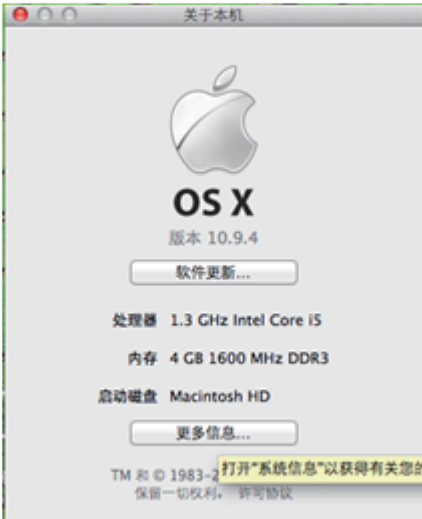 关于本机
OS X
版本 10.9.4
软件更新...
处理器 1.3 GHz Intel Core i5
内存 4 GB 1600 MHz DDR3
启动磁盘 Macintosh HD
更多信息...
打开“系统信息”以获得有关您的
TM 和 © 1983-2
保留一切权利。 许可协议